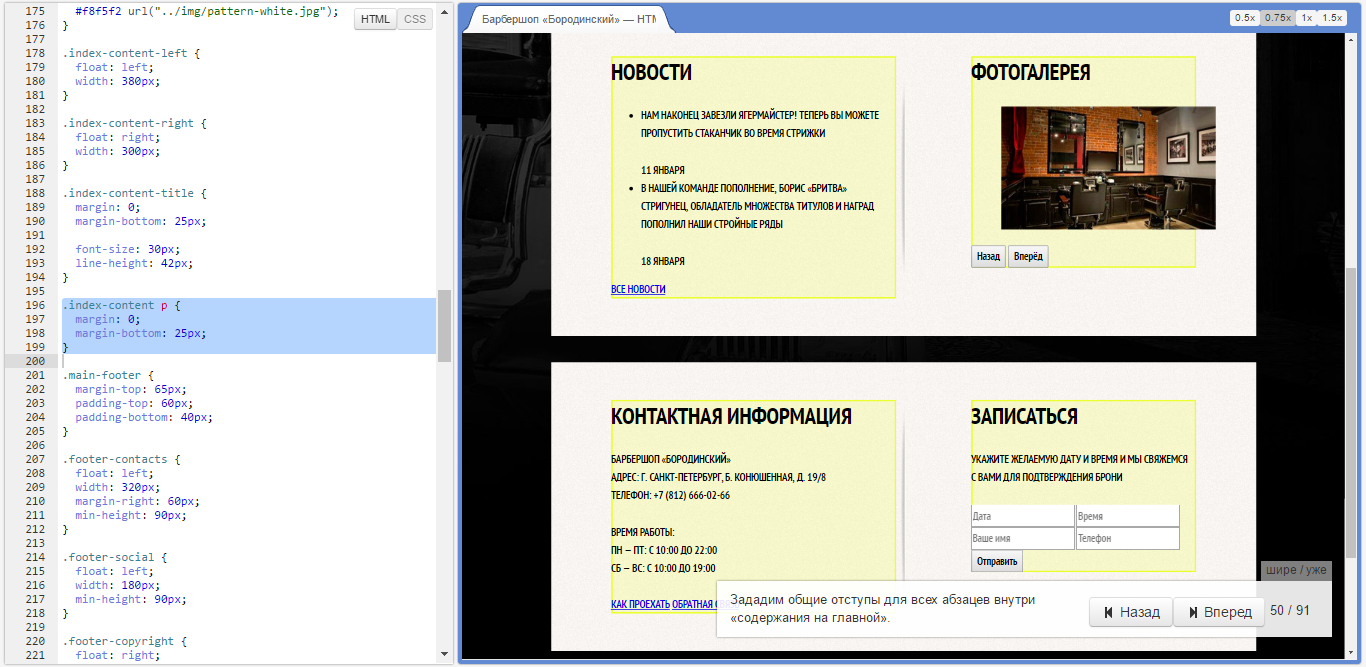 175 #f8f5f2 url("../img/pattern-white.jpg");
176 }
177
178 .index-content-left {
179 float: left;
180 width: 380px;
181 }
182
183 .index-content-right {
184 float: right;
185 width: 300px;
186 }
187
188 .index-content-title {
189 margin: 0;
190 margin-bottom: 25px;
191
192 font-size: 30px;
193 line-height: 42px;
194 }
195
196 .index-content p {
197 margin: 0;
198 margin-bottom: 25px;
199 }
200
201 .main-footer {
202 margin-top: 65px;
203 padding-top: 60px;
204 padding-bottom: 40px;
205 }
206
207 .footer-contacts {
208 float: left;
209 width: 320px;
210 margin-right: 60px;
211 min-height: 90px;
212 }
213
214 .footer-social {
215 float: left;
216 width: 180px;
217 min-height: 90px;
218 }
219
220 .footer-copyright {
221 float: right;
HTML CSS
Барбершоп «Бородинский» — HTM
0.5x 0.75x 1x 1.5x
НОВОСТИ
НАМ НАКОНЕЦ ЗАВЕЗЛИ ЯГЕРМАЙСТЕР! ТЕПЕРЬ ВЫ МОЖЕТЕ
ПРОПУСТИТЬ СТАКАНЧИК ВО ВРЕМЯ СТРИЖКИ
11 ЯНВАРЯ
В НАШЕЙ КОМАНДЕ ПОПОЛНЕНИЕ, БОРИС «БРИТВА»
СТРИГУНЕЦ, ОБЛАДАТЕЛЬ МНОЖЕСТВА ТИТУЛОВ И НАГРАД
ПОПОЛНИЛ НАШИ СТРОЙНЫЕ РЯДЫ
18 ЯНВАРЯ
ВСЕ НОВОСТИ
ФОТОГАЛЕРЕЯ
Назад Вперёд
КОНТАКТНАЯ ИНФОРМАЦИЯ
БАРБЕРШОП «БОРОДИНСКИЙ»
АДРЕС: Г. САНКТ-ПЕТЕРБУРГ, Б. КОНЮШЕННАЯ, Д. 19/8
ТЕЛЕФОН: +7 (812) 666-02-66
ВРЕМЯ РАБОТЫ:
ПН – ПТ: С 10:00 ДО 22:00
СБ – ВС: С 10:00 ДО 19:00
КАК ПРОЕХАТЬ ОБРАТНАЯ
ЗАПИСАТЬСЯ
УКАЖИТЕ ЖЕЛАЕМУЮ ДАТУ И ВРЕМЯ И МЫ СВЯЖЕМСЯ
С ВАМИ ДЛЯ ПОДТВЕРЖДЕНИЯ БРОНИ
Дата Время
Ваше имя Телефон
Отправить
шире / уже
Зададим общие отступы для всех абзацев внутри
«содержания на главной».
Назад Вперед 50 / 91